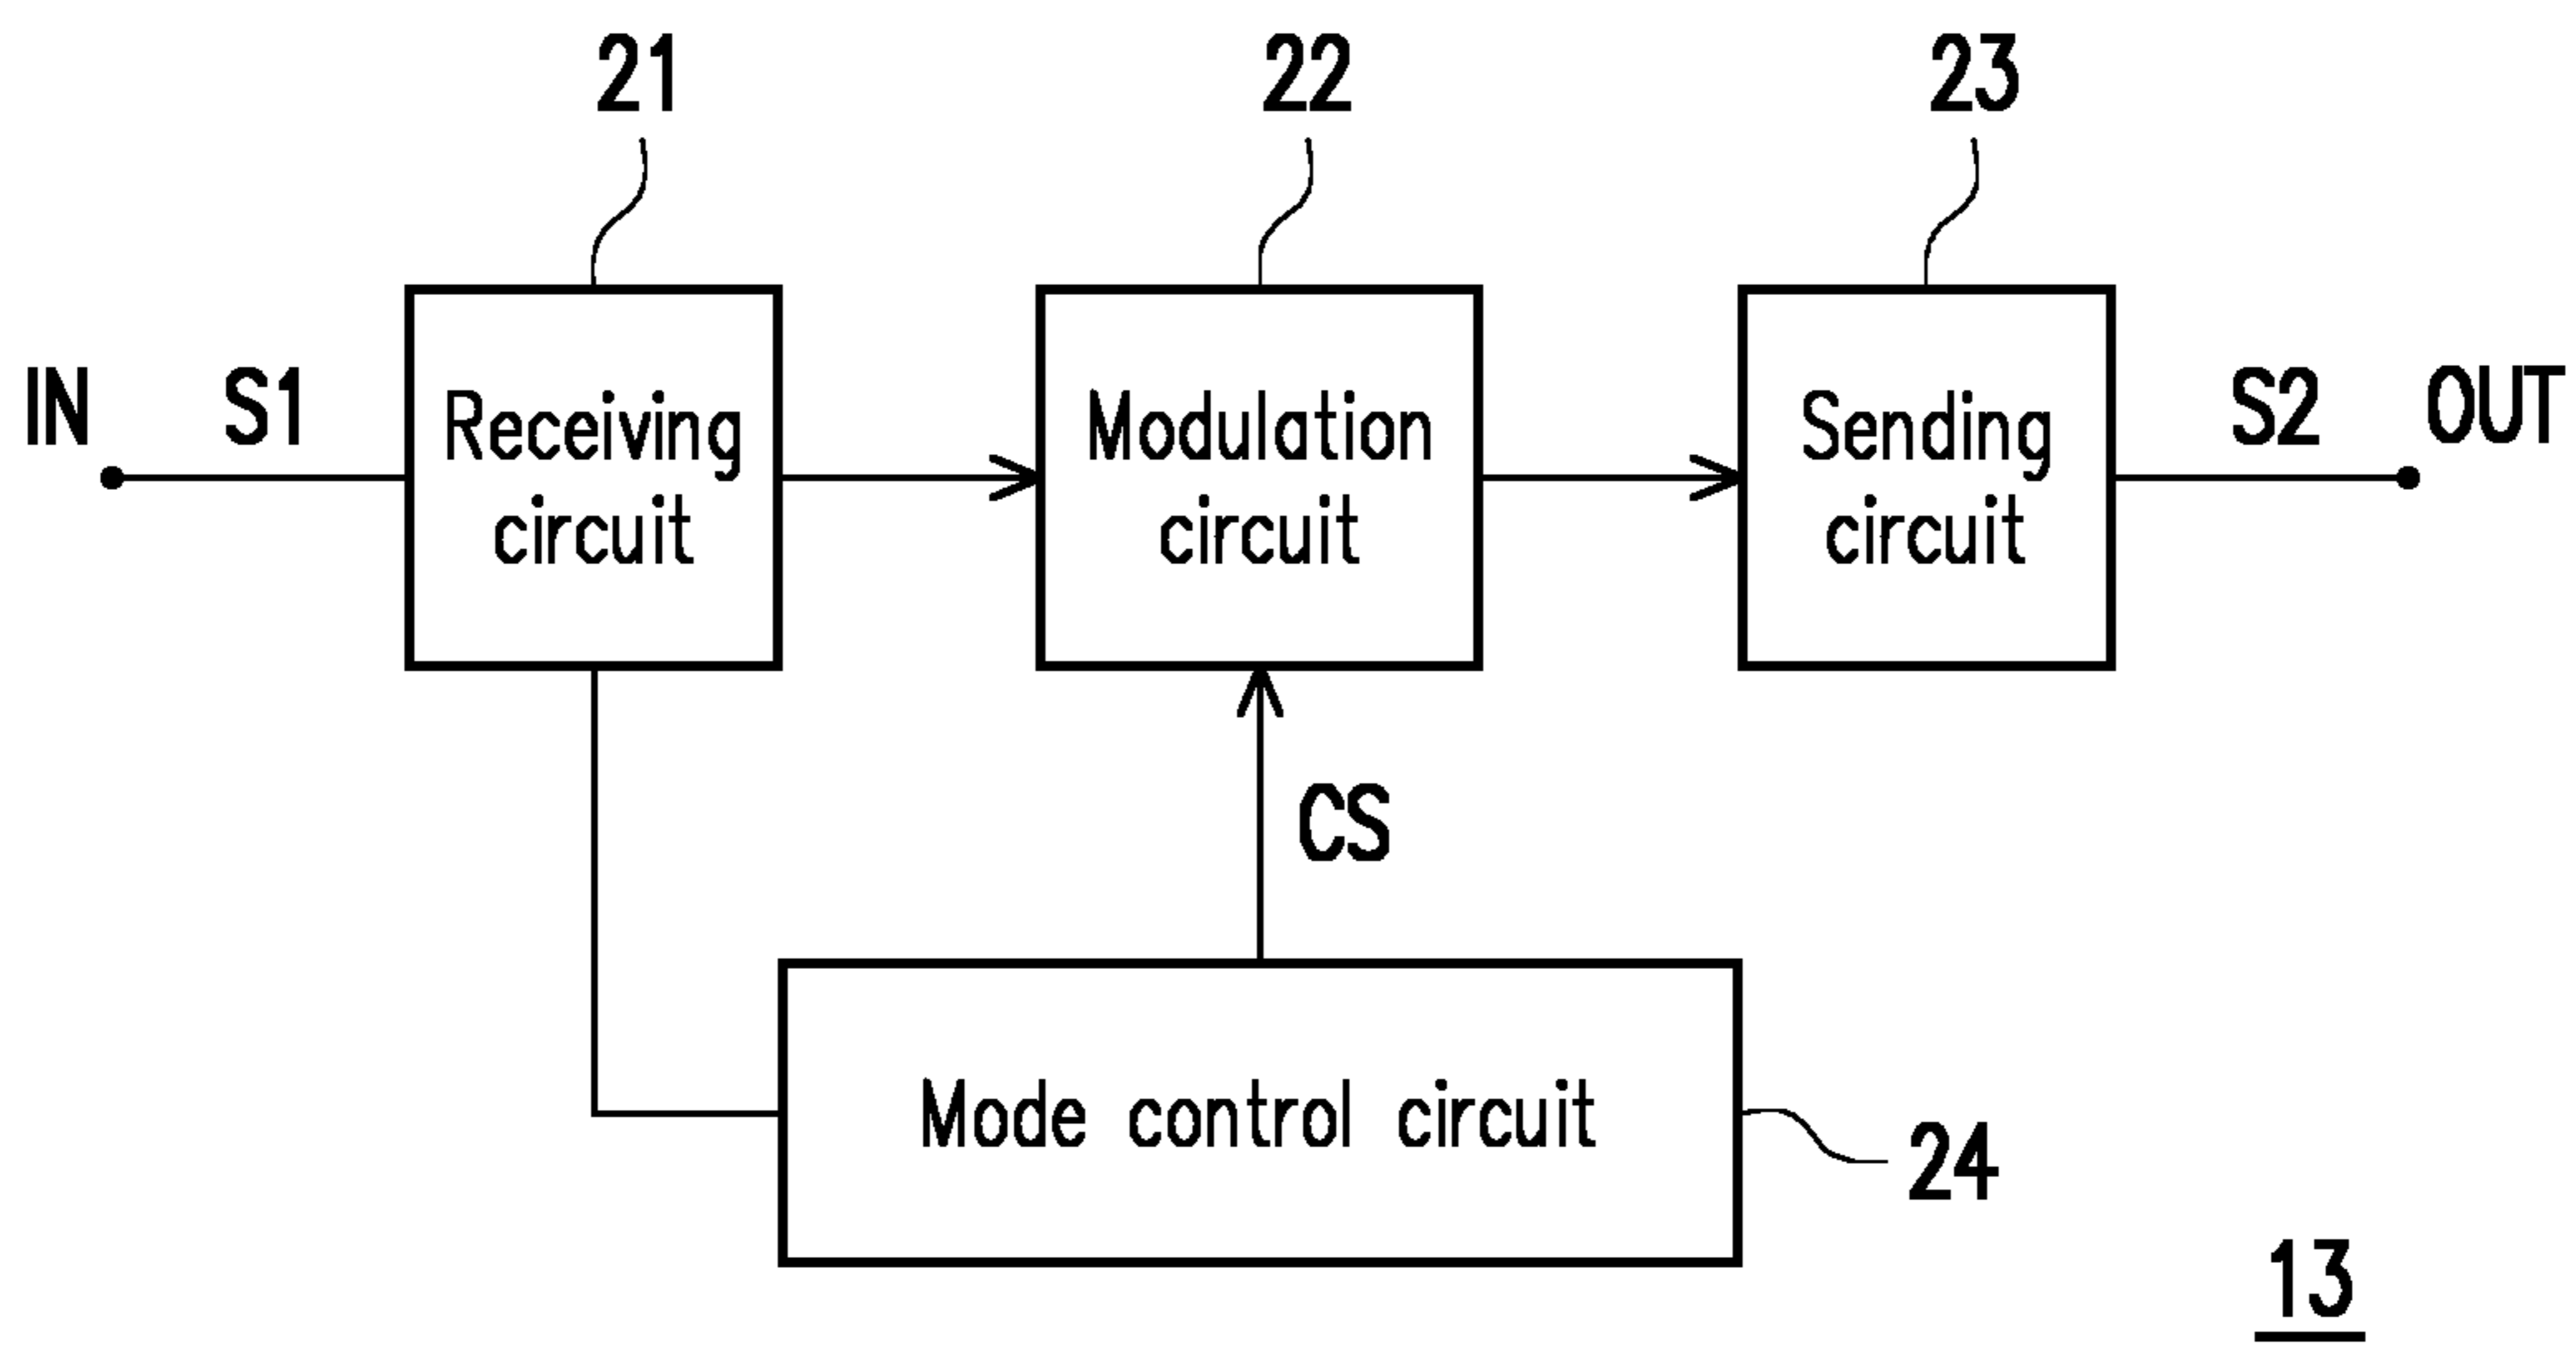 21 22 23
IN S1 S2 OUT
Receiving
circuit
Modulation
circuit
Sending
circuit
CS
Mode control circuit
24
13